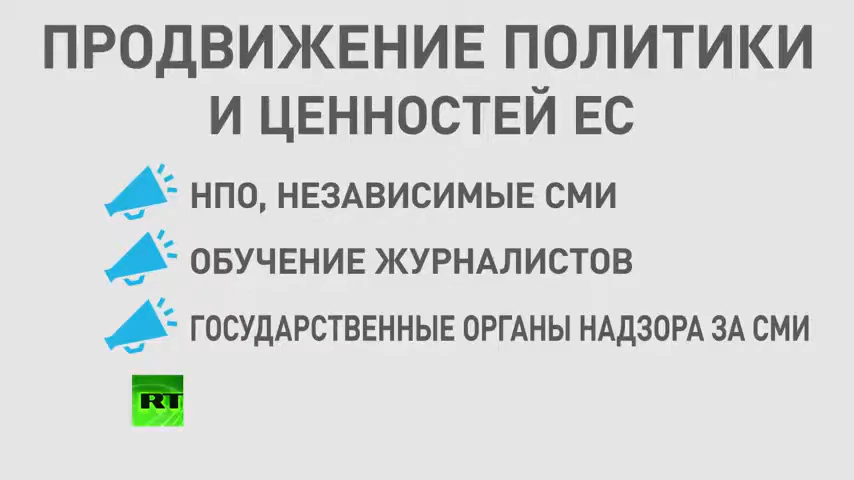 ПРОДВИЖЕНИЕ ПОЛИТИКИ
И ЦЕННОСТЕЙ ЕС
НПО, НЕЗАВИСИМЫЕ СМИ
ОБУЧЕНИЕ ЖУРНАЛИСТОВ
ГОСУДАРСТВЕННЫЕ ОРГАНЫ НАДЗОРА ЗА СМИ
RT